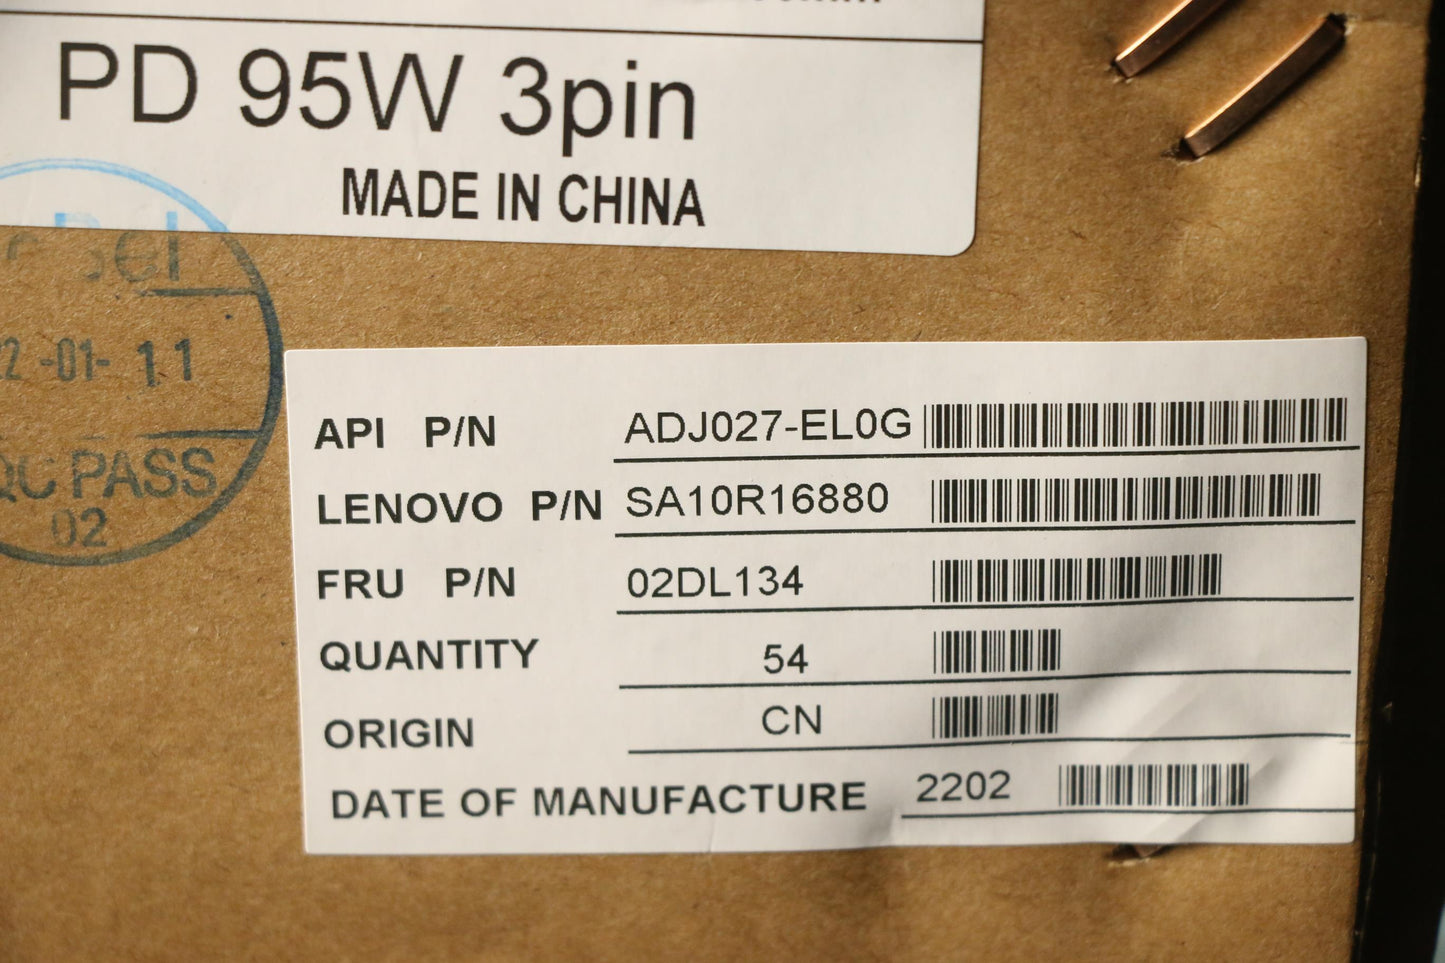 PD 95W 3pin
MADE IN CHINA
-01- 11
QC PASS
02
API P/N ADJ027-EL0G
LENOVO P/N SA10R16880
FRU P/N 02DL134
QUANTITY 54
ORIGIN CN
DATE OF MANUFACTURE 2202